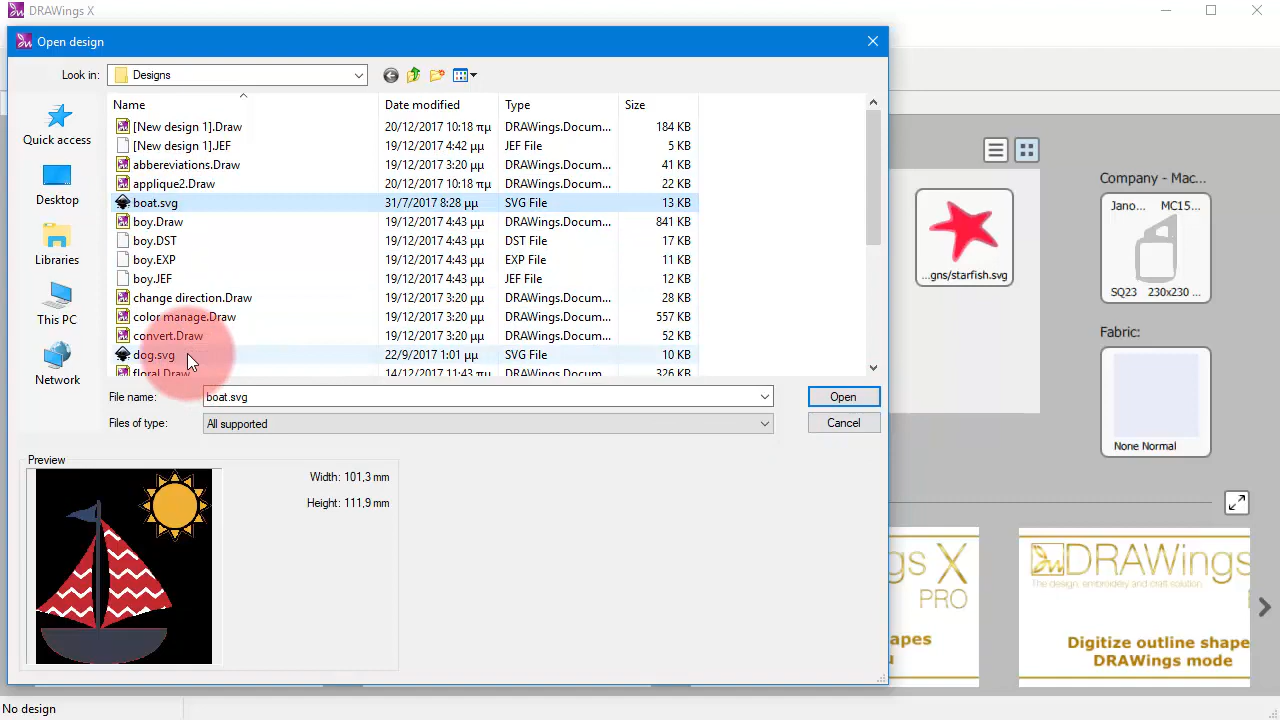 DRAWings X
Open design
Look in: Designs
Name Date modified Type Size
[New design 1].Draw 20/12/2017 10:18 πμ DRAWings.Docum... 184 KB
[New design 1].JEF 19/12/2017 4:42 μμ JEF File 5 KB
abbereviations.Draw 19/12/2017 3:20 μμ DRAWings.Docum... 41 KB
applique2.Draw 20/12/2017 10:18 πμ DRAWings.Docum... 22 KB
boat.svg 31/7/2017 8:28 μμ SVG File 13 KB
boy.Draw 19/12/2017 4:43 μμ DRAWings.Docum... 841 KB
boy.DST 19/12/2017 4:43 μμ DST File 17 KB
boy.EXP 19/12/2017 4:43 μμ EXP File 11 KB
boy.JEF 19/12/2017 4:43 μμ JEF File 12 KB
change direction.Draw 19/12/2017 3:20 μμ DRAWings.Docum... 28 KB
color manage.Draw 19/12/2017 3:20 μμ DRAWings.Docum... 557 KB
convert.Draw 19/12/2017 3:20 μμ DRAWings.Docum... 52 KB
dog.svg 22/9/2017 1:01 μμ SVG File 10 KB
floral.Draw 14/12/2017 11:43 πμ DRAWings.Docum... 326 KB
Quick access
Desktop
Libraries
This PC
Network
File name: boat.svg Open
Files of type: All supported Cancel
Preview
Width: 101,3 mm
Height: 111,9 mm
...gns/starfish.svg
Company - Mac...
Jano... MC15...
SQ23 230x230 ...
Fabric:
None Normal
gs X
PRO
apes
u
DRAWings
The design, embroidery and craft solution
Digitize outline shape
DRAWings mode
No design